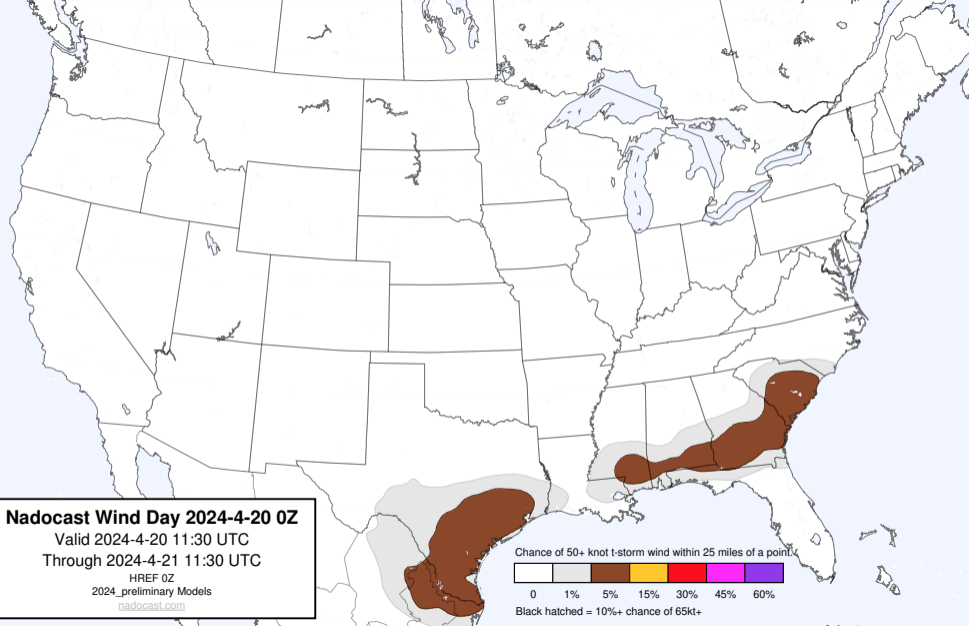 Nadocast Wind Day 2024-4-20 0Z
Valid 2024-4-20 11:30 UTC
Through 2024-4-21 11:30 UTC
HREF 0Z
2024_preliminary Models
nadocast.com
Chance of 50+ knot t-storm wind within 25 miles of a point.
0 1% 5% 15% 30% 45% 60%
Black hatched = 10%+ chance of 65kt+